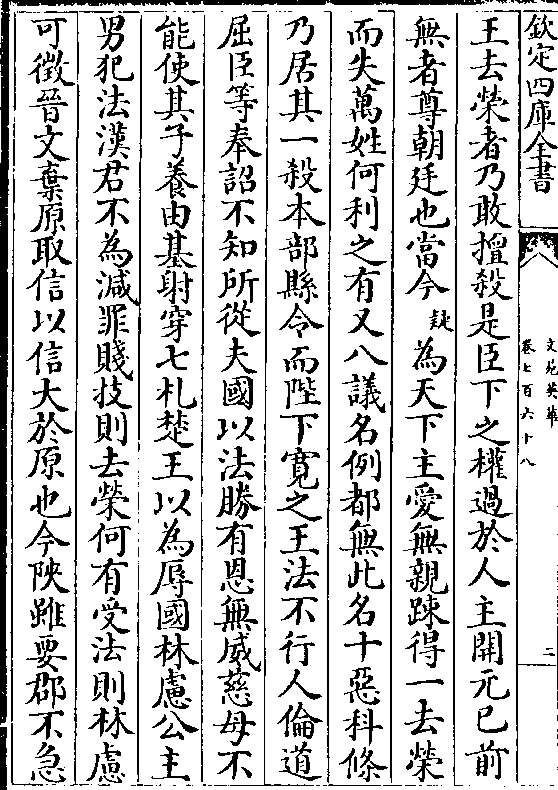 欽定四庫全書
文苑英華
卷七百六十八
三
王去榮者乃敢擅殺是臣下之權過於人主開元已前
無者尊朝廷也當今闕為天下主愛無親踈得一去榮
而失萬姓何利之有又八議名例都無此名十惡科條
乃居其一殺本部縣令而陛下寛之王法不行人倫道
屈臣等奉詔不知所從夫國以法勝有恩無威慈母不
能使其子養由基射穿七札楚王以為辱國林慮公主
男犯法漢君不為減罪賤技則去榮何有受法則林慮
可徵晉文棄原取信以信大於原也今陜雖要郡不急